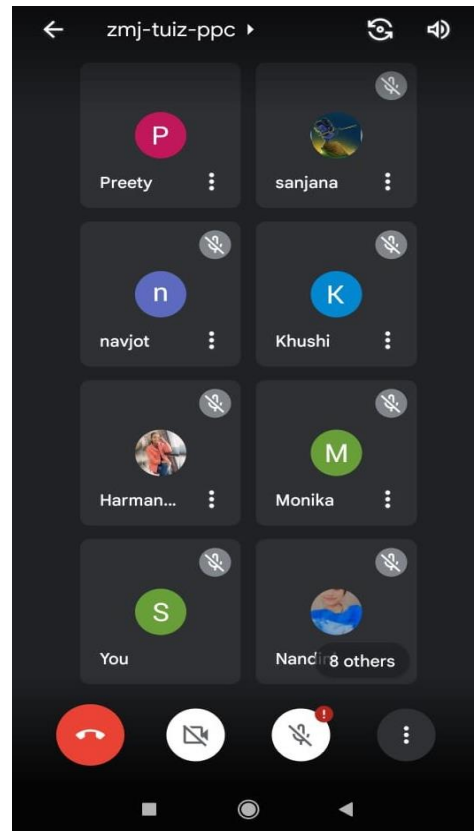 zmj-tuiz-ppc
P
Preety
sanjana
n
navjot
K
Khushi
Harman...
M
Monika
S
You
8 others